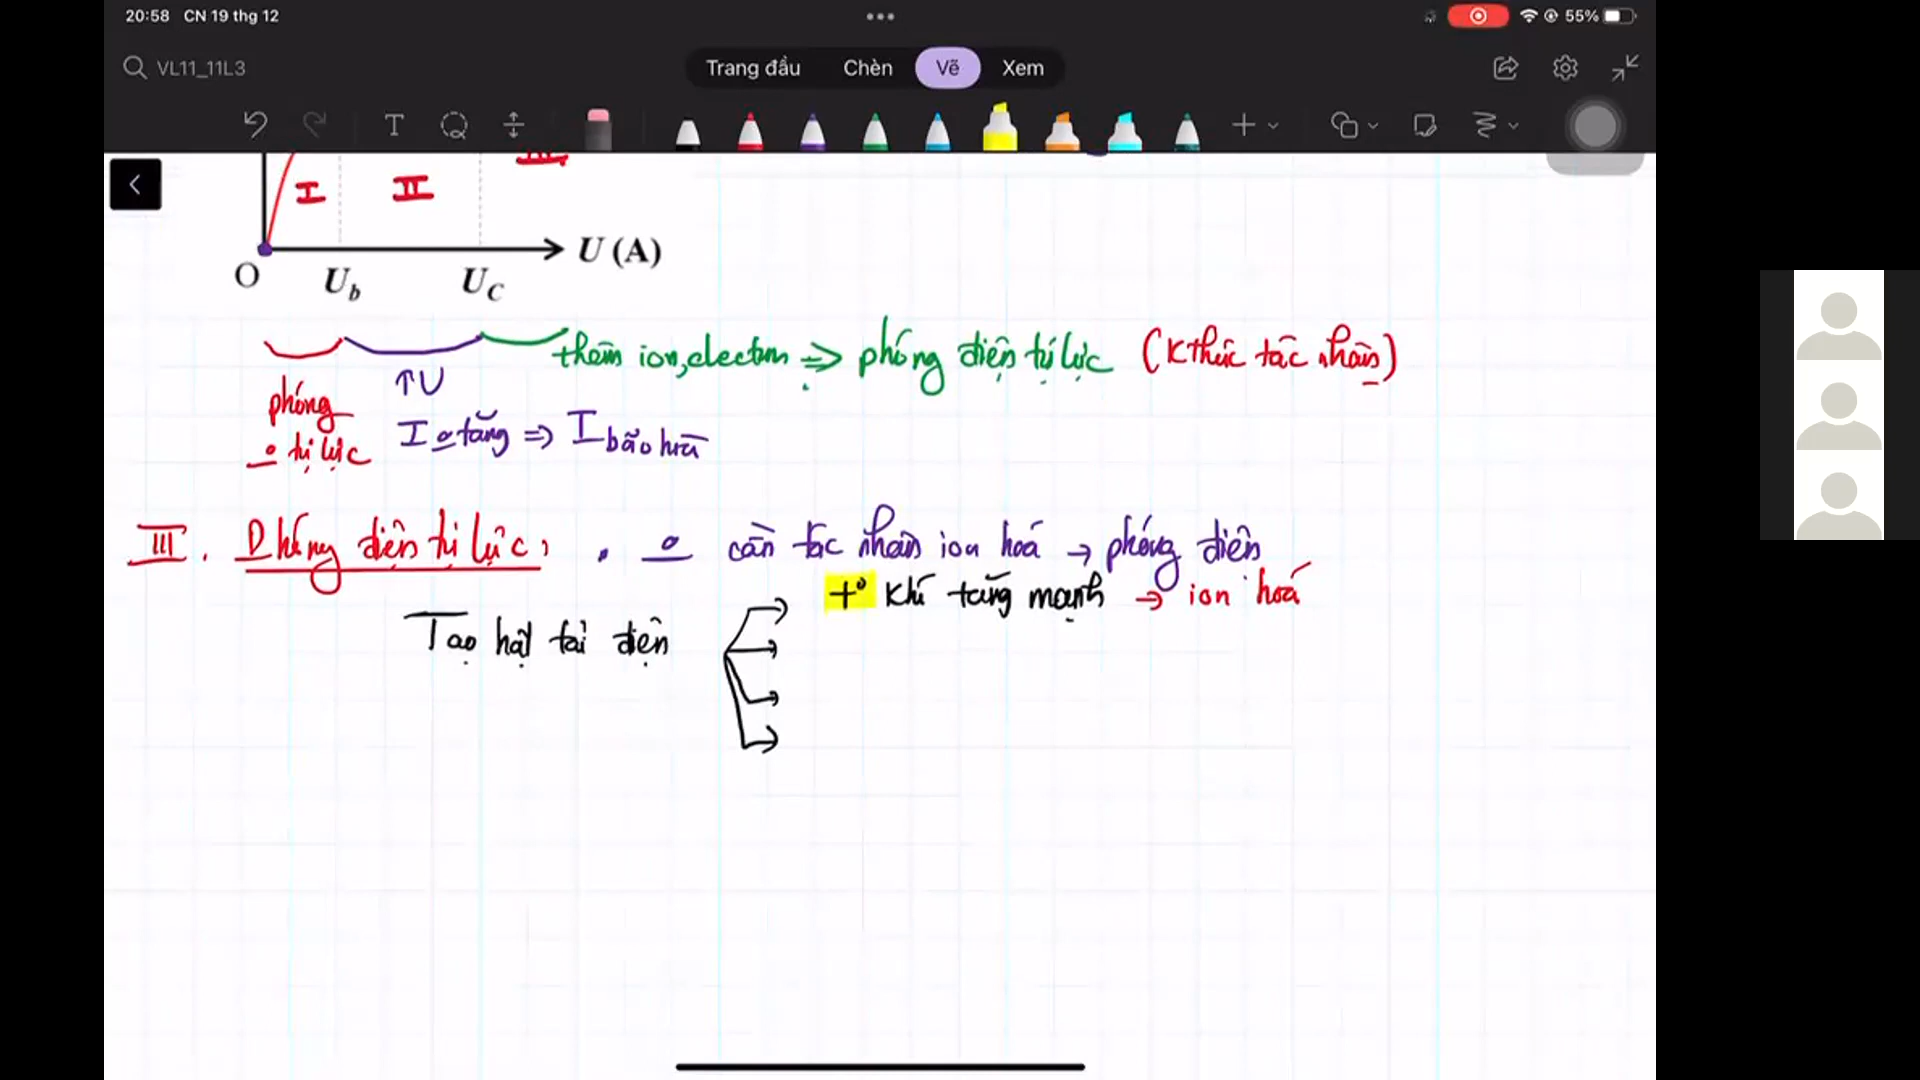 20:58 CN 19 thg 12
55%
VL11_11L3
Trang đầu Chèn Vẽ Xem
I II III
U (A)
O U_b U_C
thêm ion, electron => phóng điện tự lực (K thực tác nhân)
↑U
phóng
o tự lực
I o tăng => I bão hoà
III. Phóng điện tự lực:
. o cần tác nhân ion hoá → phóng điện
t° khí tăng mạnh → ion hoá
Tạo hạt tải điện